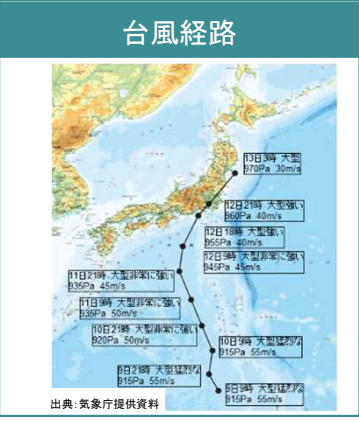 台風経路
13日3時 大型
970Pa 30m/s
12日21時 大型強い
960Pa 40m/s
12日18時 大型強い
955Pa 40m/s
12日9時 大型非常に強い
945Pa 45m/s
11日21時 大型非常に強い
935Pa 45m/s
11日9時 大型非常に強い
935Pa 50m/s
10日21時 大型非常に強い
920Pa 50m/s
10日9時 大型猛烈な
915Pa 55m/s
9日21時 大型猛烈な
915Pa 55m/s
9日9時 大型猛烈な
915Pa 55m/s
出典:気象庁提供資料